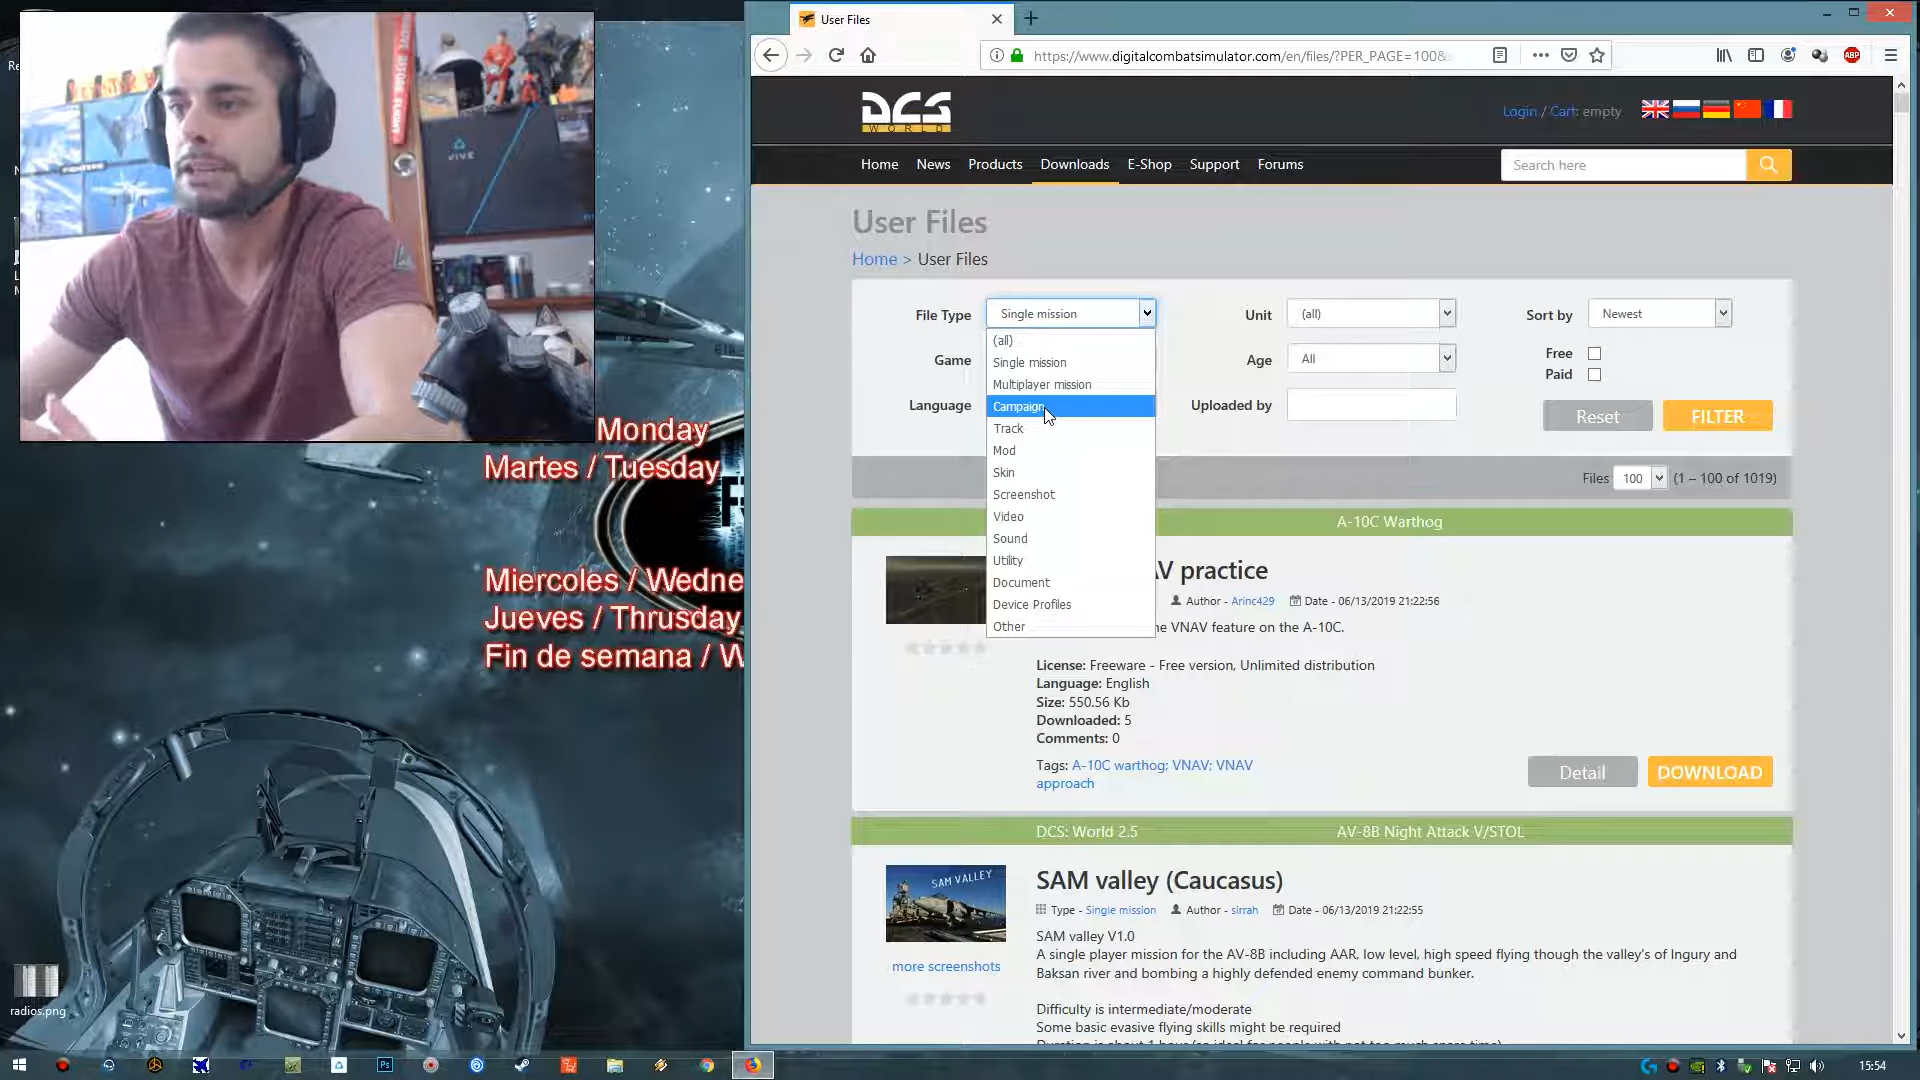 User Files
https://www.digitalcombatsimulator.com/en/files/?PER_PAGE=100&
ABP
DCS
WORLD
Login / Cart: empty
Home News Products Downloads E-Shop Support Forums
Search here
User Files
Home > User Files
File Type Single mission
Unit (all)
Sort by Newest
(all)
Single mission
Multiplayer mission
Campaign
Track
Mod
Skin
Screenshot
Video
Sound
Utility
Document
Device Profiles
Other
Game
Age All
Free
Paid
Language
Uploaded by
Reset FILTER
Files 100 (1 – 100 of 1019)
A-10C Warthog
practice
Author - Arinc429 Date - 06/13/2019 21:22:56
VNAV feature on the A-10C.
License: Freeware - Free version, Unlimited distribution
Language: English
Size: 550.56 Kb
Downloaded: 5
Comments: 0
Tags: A-10C warthog; VNAV; VNAV
approach
Detail DOWNLOAD
DCS: World 2.5 AV-8B Night Attack V/STOL
SAM VALLEY
more screenshots
SAM valley (Caucasus)
Type - Single mission Author - sirrah Date - 06/13/2019 21:22:55
SAM valley V1.0
A single player mission for the AV-8B including AAR, low level, high speed flying though the valley's of Ingury and
Baksan river and bombing a highly defended enemy command bunker.
Difficulty is intermediate/moderate
Some basic evasive flying skills might be required
VIVE
Monday
Martes / Tuesday
Miercoles / Wedne
Jueves / Thrusday
Fin de semana / W
radios.png
Ps
15:54